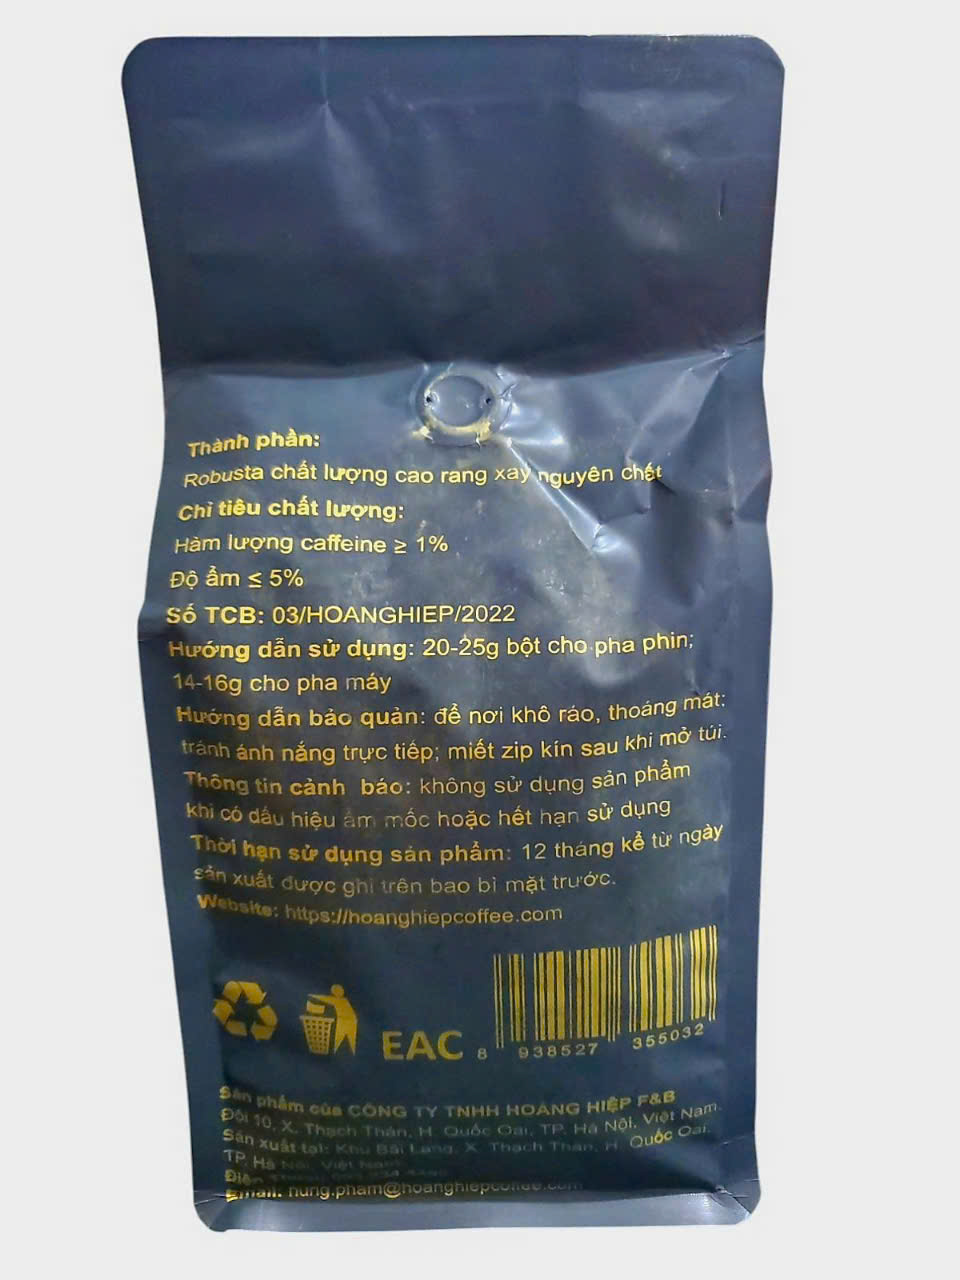 Thành phần:
Robusta chất lượng cao rang xay nguyên chất
Chỉ tiêu chất lượng:
Hàm lượng caffeine ≥ 1%
Độ ẩm ≤ 5%
Số TCB: 03/HOANGHIEP/2022
Hướng dẫn sử dụng: 20-25g bột cho pha phin;
14-16g cho pha máy
Hướng dẫn bảo quản: để nơi khô ráo, thoáng mát;
tránh ánh nắng trực tiếp; miết zip kín sau khi mở túi.
Thông tin cảnh báo: không sử dụng sản phẩm
khi có dấu hiệu ẩm mốc hoặc hết hạn sử dụng
Thời hạn sử dụng sản phẩm: 12 tháng kể từ ngày
sản xuất được ghi trên bao bì mặt trước.
Website: https://hoanghiepcoffee.com
EAC
8 938527 355032
Sản phẩm của CÔNG TY TNHH HOÀNG HIỆP F&B
Đội 10, X. Thạch Thán, H. Quốc Oai, TP. Hà Nội, Việt Nam.
Sản xuất tại: Khu Bãi Làng, X. Thạch Thán, H. Quốc Oai,
TP. Hà Nội, Việt Nam
Điện
Email: hung.pham@hoanghiepcoffee.com